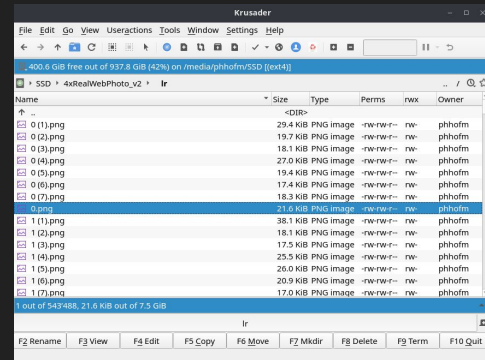 Krusader
File Edit Go View Useractions Tools Window Settings Help
400.6 GiB free out of 937.8 GiB (42%) on /media/phhofm/SSD [(ext4)]
SSD 4xRealWebPhoto_v2 lr .. /
Name Size Type Perms rwx Owner
.. <DIR>
0 (1).png 29.4 KiB PNG image -rw-rw-r-- rw- phhofm
0 (2).png 19.7 KiB PNG image -rw-rw-r-- rw- phhofm
0 (3).png 18.1 KiB PNG image -rw-rw-r-- rw- phhofm
0 (4).png 27.0 KiB PNG image -rw-rw-r-- rw- phhofm
0 (5).png 19.4 KiB PNG image -rw-rw-r-- rw- phhofm
0 (6).png 17.4 KiB PNG image -rw-rw-r-- rw- phhofm
0 (7).png 18.3 KiB PNG image -rw-rw-r-- rw- phhofm
0.png 21.6 KiB PNG image -rw-rw-r-- rw- phhofm
1 (1).png 38.1 KiB PNG image -rw-rw-r-- rw- phhofm
1 (2).png 18.1 KiB PNG image -rw-rw-r-- rw- phhofm
1 (3).png 17.5 KiB PNG image -rw-rw-r-- rw- phhofm
1 (4).png 25.5 KiB PNG image -rw-rw-r-- rw- phhofm
1 (5).png 26.0 KiB PNG image -rw-rw-r-- rw- phhofm
1 (6).png 20.9 KiB PNG image -rw-rw-r-- rw- phhofm
1 (7).png 17.0 KiB PNG image -rw-rw-r-- rw- phhofm
1 out of 543'488, 21.6 KiB out of 7.5 GiB
lr
F2 Rename F3 View F4 Edit F5 Copy F6 Move F7 Mkdir F8 Delete F9 Term F10 Quit